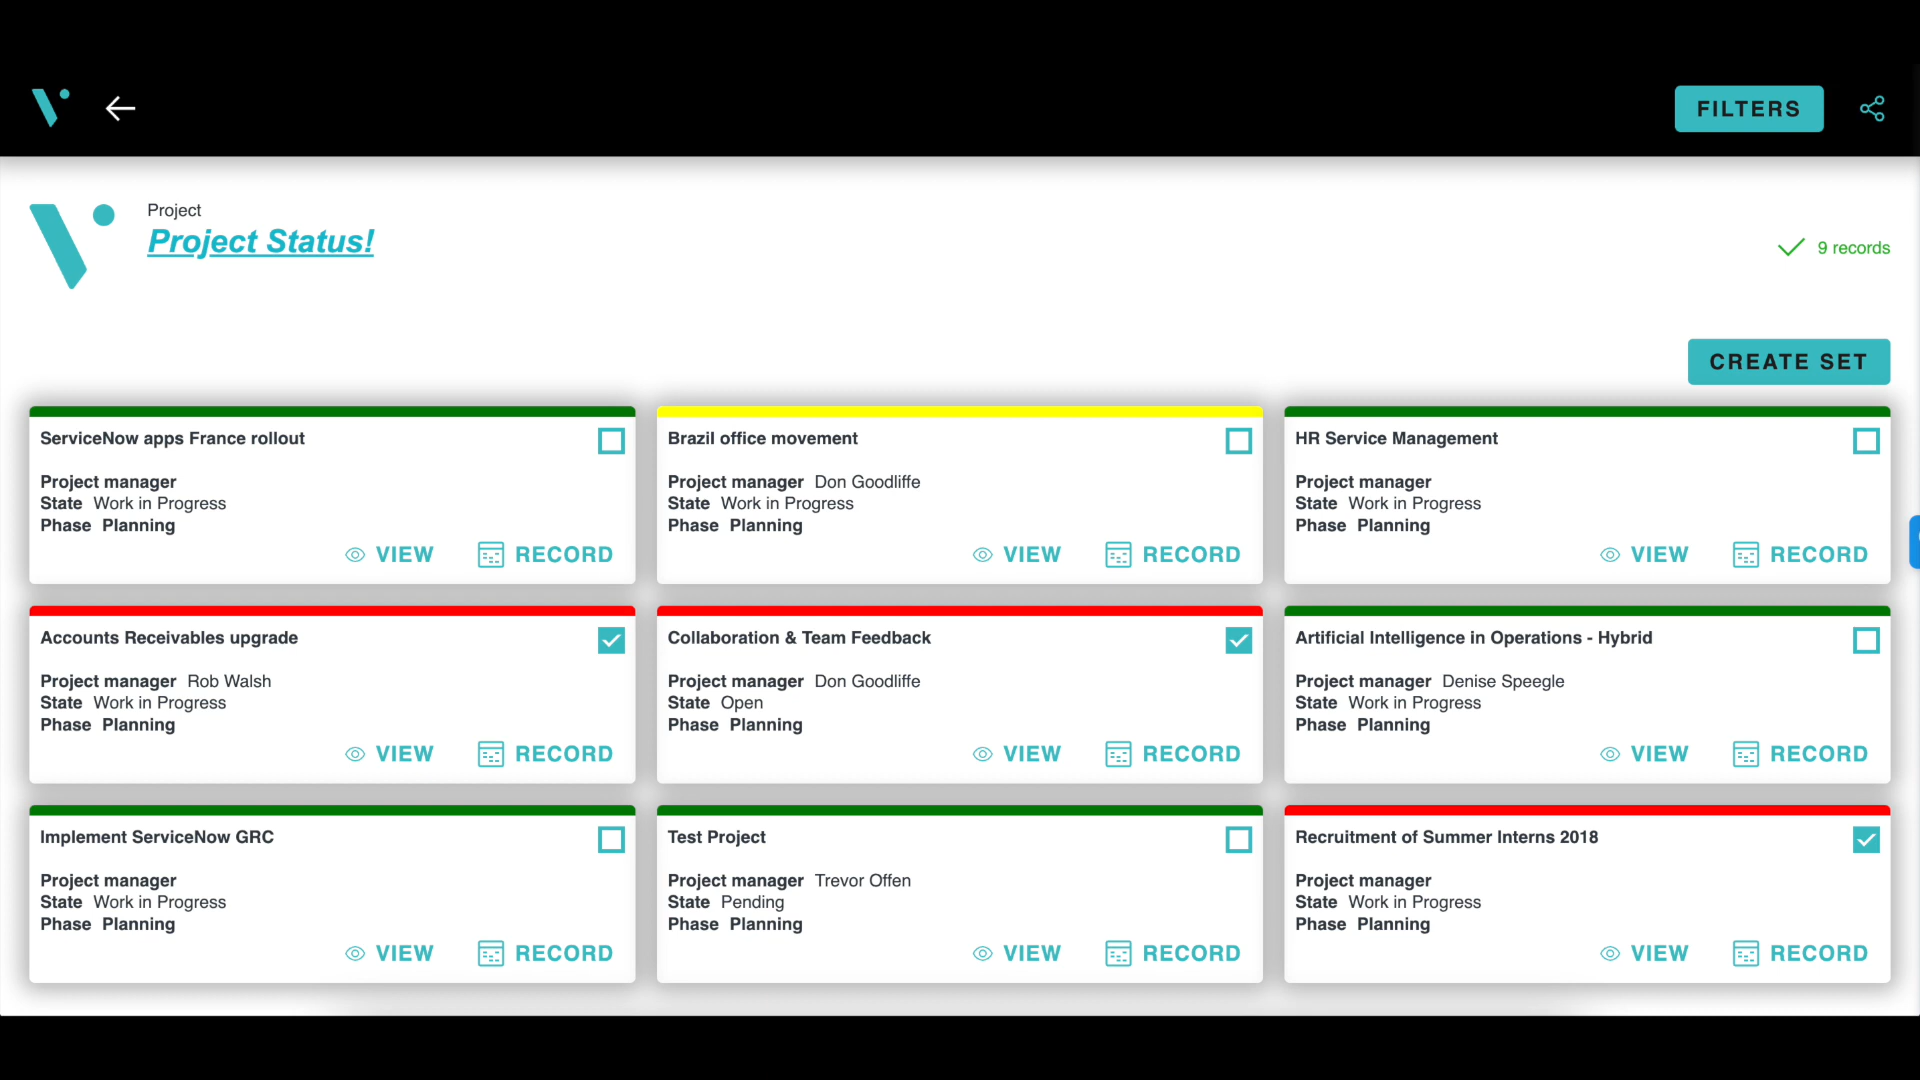 FILTERS
Project
Project Status!
9 records
CREATE SET
ServiceNow apps France rollout
Project manager
State Work in Progress
Phase Planning
VIEW RECORD
Brazil office movement
Project manager Don Goodliffe
State Work in Progress
Phase Planning
VIEW RECORD
HR Service Management
Project manager
State Work in Progress
Phase Planning
VIEW RECORD
Accounts Receivables upgrade
Project manager Rob Walsh
State Work in Progress
Phase Planning
VIEW RECORD
Collaboration & Team Feedback
Project manager Don Goodliffe
State Open
Phase Planning
VIEW RECORD
Artificial Intelligence in Operations - Hybrid
Project manager Denise Speegle
State Work in Progress
Phase Planning
VIEW RECORD
Implement ServiceNow GRC
Project manager
State Work in Progress
Phase Planning
VIEW RECORD
Test Project
Project manager Trevor Offen
State Pending
Phase Planning
VIEW RECORD
Recruitment of Summer Interns 2018
Project manager
State Work in Progress
Phase Planning
VIEW RECORD